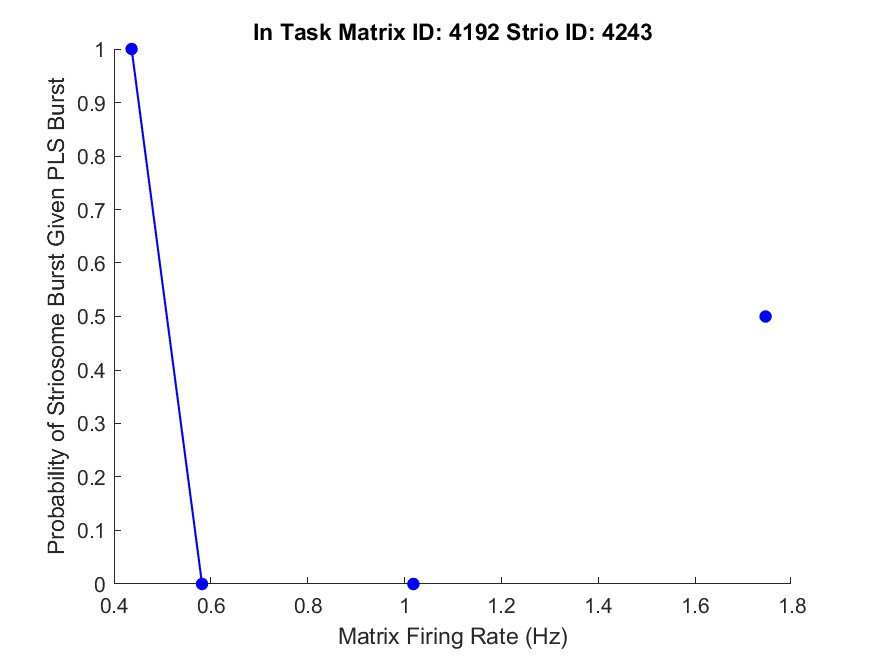 In Task Matrix ID: 4192 Strio ID: 4243
Probability of Striosome Burst Given PLS Burst
1
0.9
0.8
0.7
0.6
0.5
0.4
0.3
0.2
0.1
0
0.4 0.6 0.8 1 1.2 1.4 1.6 1.8
Matrix Firing Rate (Hz)